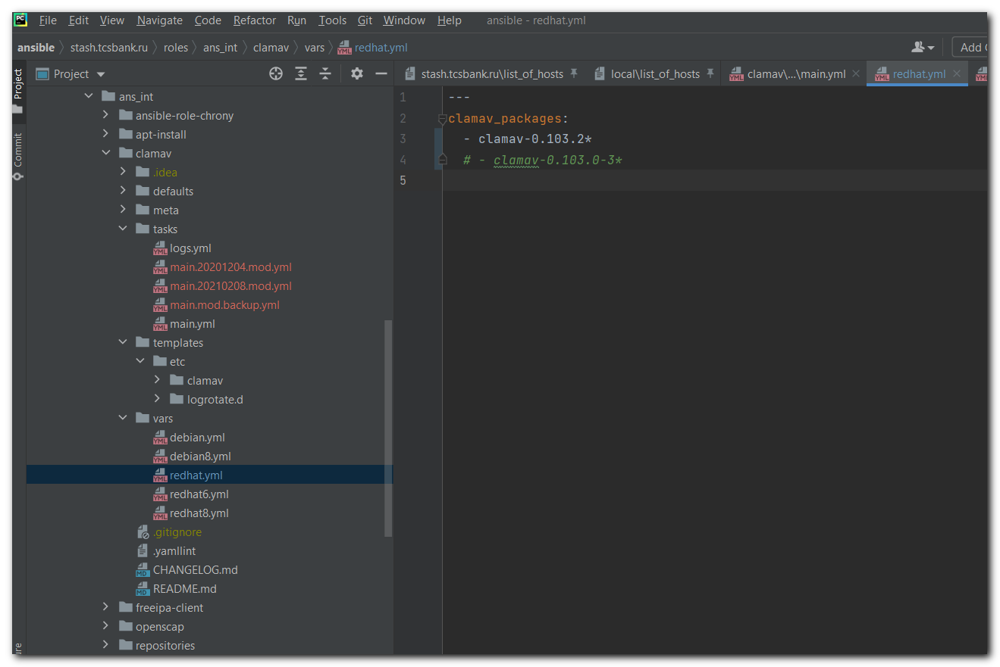 PC
File Edit View Navigate Code Refactor Run Tools Git Window Help ansible - redhat.yml
ansible stash.tcsbank.ru roles ans_int clamav vars redhat.yml Add
Project
stash.tcsbank.ru\list_of_hosts local\list_of_hosts clamav\...\main.yml redhat.yml
Project
Commit
ans_int
ansible-role-chrony
apt-install
clamav
.idea
defaults
meta
tasks
logs.yml
main.20201204.mod.yml
main.20210208.mod.yml
main.mod.backup.yml
main.yml
templates
etc
clamav
logrotate.d
vars
debian.yml
debian8.yml
redhat.yml
redhat6.yml
redhat8.yml
.gitignore
.yamllint
CHANGELOG.md
README.md
freeipa-client
openscap
repositories
1 ---
2 clamav_packages:
3 - clamav-0.103.2*
4 # - clamav-0.103.0-3*
5